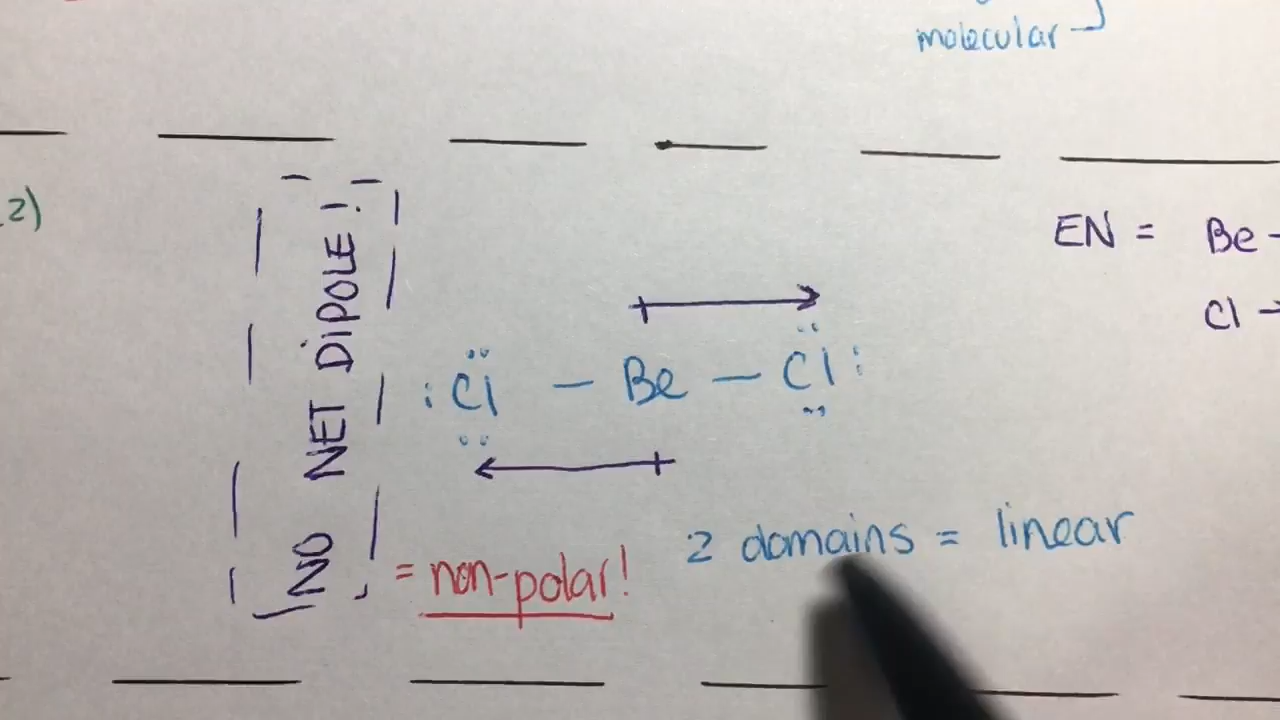 molecular
2)
NO NET DIPOLE!
EN = Be -
Cl -
:Cl - Be - Cl:
2 domains = linear
= non-polar!